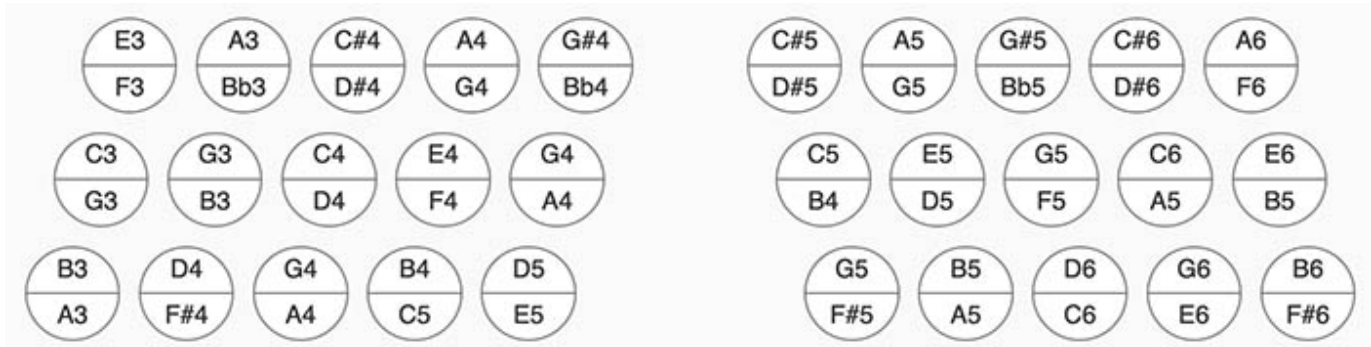 E3 A3 C#4 A4 G#4 C#5 A5 G#5 C#6 A6
F3 Bb3 D#4 G4 Bb4 D#5 G5 Bb5 D#6 F6
C3 G3 C4 E4 G4 C5 E5 G5 C6 E6
G3 B3 D4 F4 A4 B4 D5 F5 A5 B5
B3 D4 G4 B4 D5 G5 B5 D6 G6 B6
A3 F#4 A4 C5 E5 F#5 A5 C6 E6 F#6